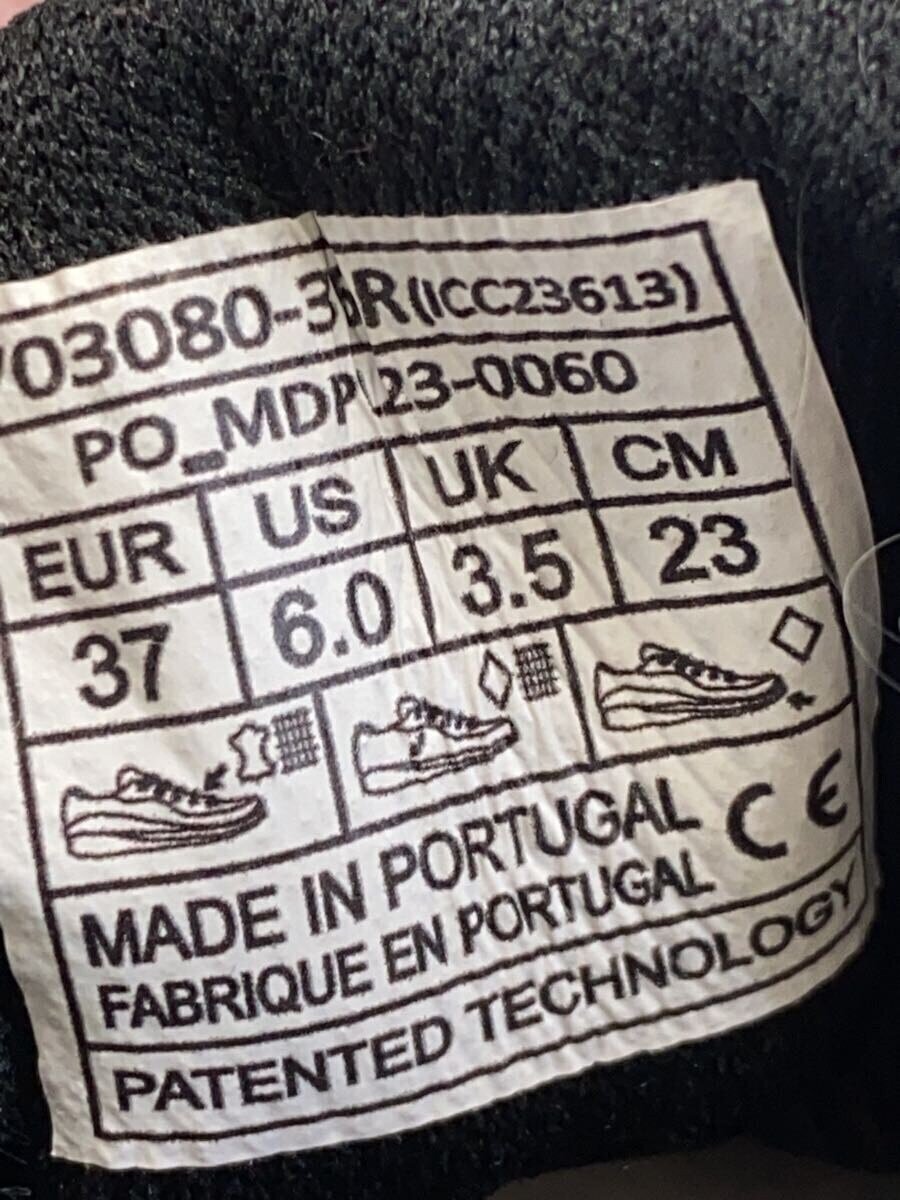 03080-36R(ICC23613)
PO_MDP 23-0060
EUR US UK CM
37 6.0 3.5 23
MADE IN PORTUGAL CE
FABRIQUE EN PORTUGAL
PATENTED TECHNOLOGY